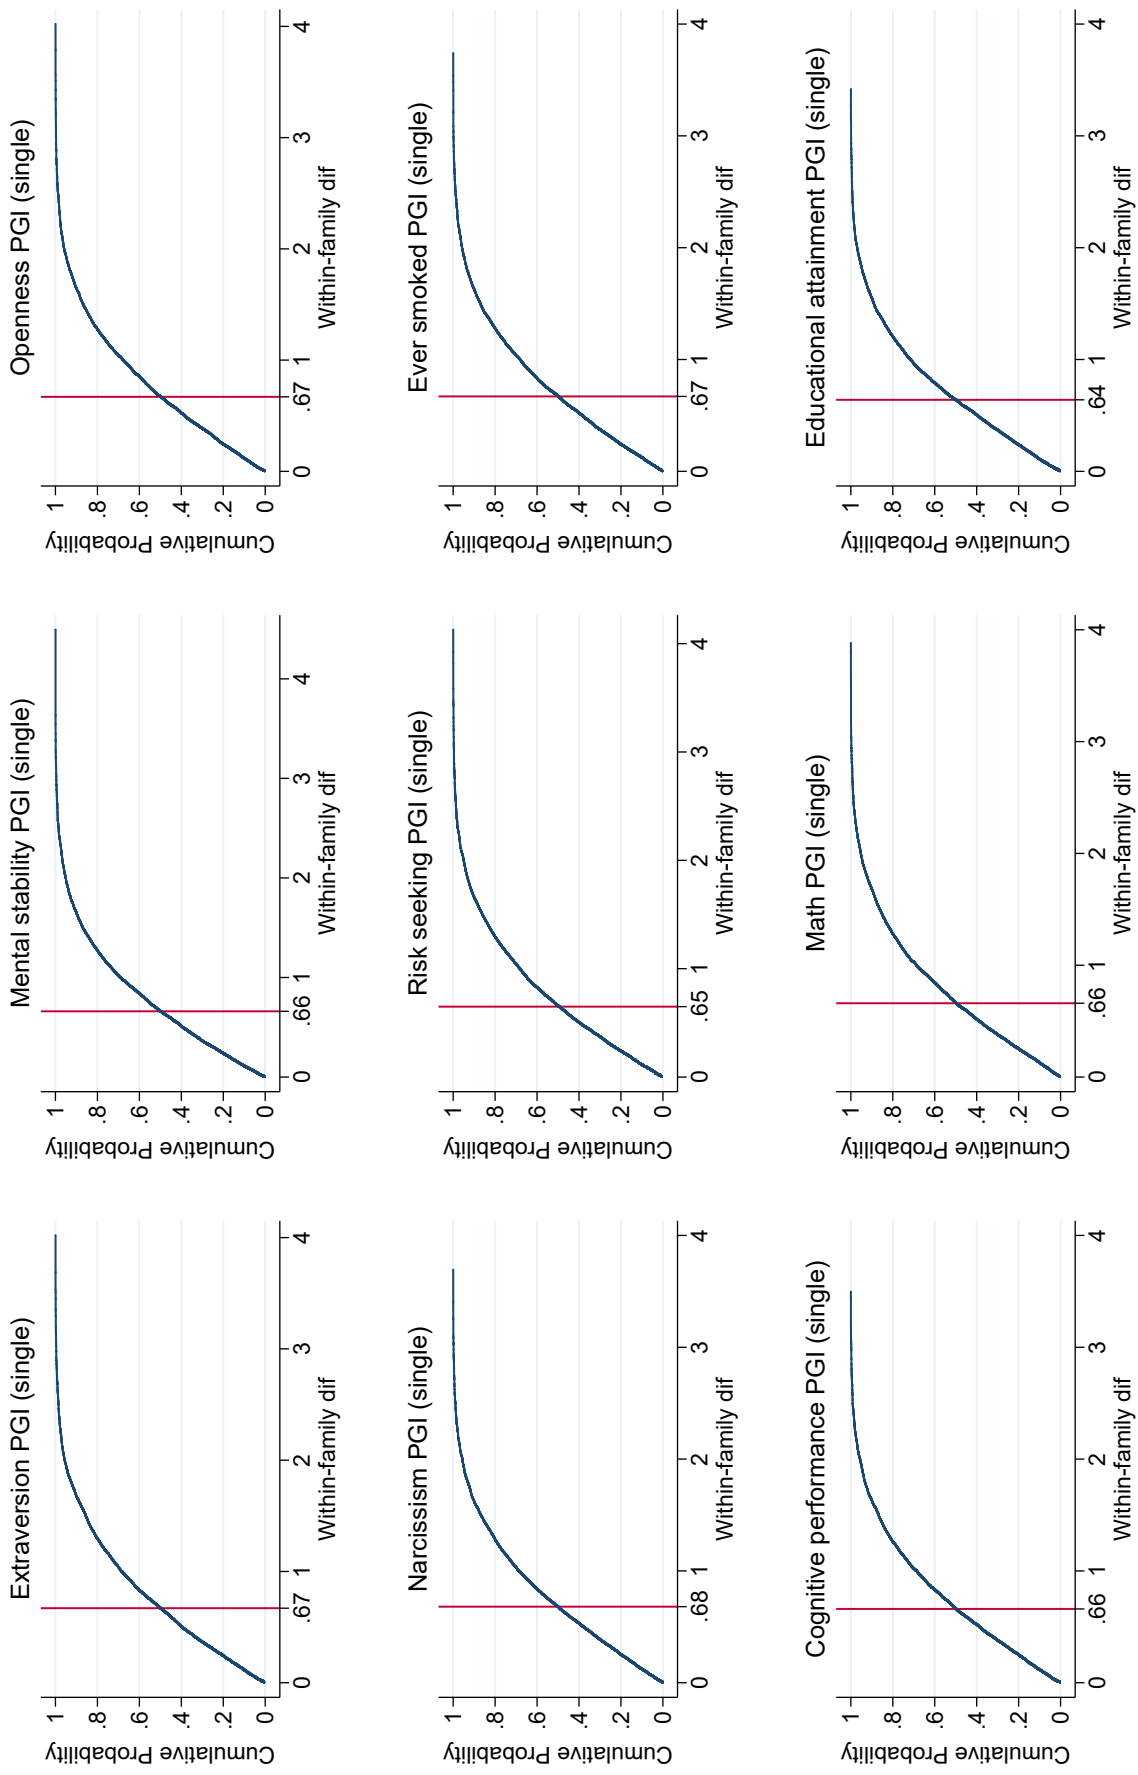 Extraversion PGI (single)
Cumulative Probability
1
.8
.6
.4
.2
0
0 .67 1 2 3 4
Within-family dif
Mental stability PGI (single)
Cumulative Probability
1
.8
.6
.4
.2
0
0 .66 1 2 3 4
Within-family dif
Openness PGI (single)
Cumulative Probability
1
.8
.6
.4
.2
0
0 .67 1 2 3 4
Within-family dif
Narcissism PGI (single)
Cumulative Probability
1
.8
.6
.4
.2
0
0 .68 1 2 3 4
Within-family dif
Risk seeking PGI (single)
Cumulative Probability
1
.8
.6
.4
.2
0
0 .65 1 2 3 4
Within-family dif
Ever smoked PGI (single)
Cumulative Probability
1
.8
.6
.4
.2
0
0 .67 1 2 3 4
Within-family dif
Cognitive performance PGI (single)
Cumulative Probability
1
.8
.6
.4
.2
0
0 .66 1 2 3 4
Within-family dif
Math PGI (single)
Cumulative Probability
1
.8
.6
.4
.2
0
0 .66 1 2 3 4
Within-family dif
Educational attainment PGI (single)
Cumulative Probability
1
.8
.6
.4
.2
0
0 .64 1 2 3 4
Within-family dif